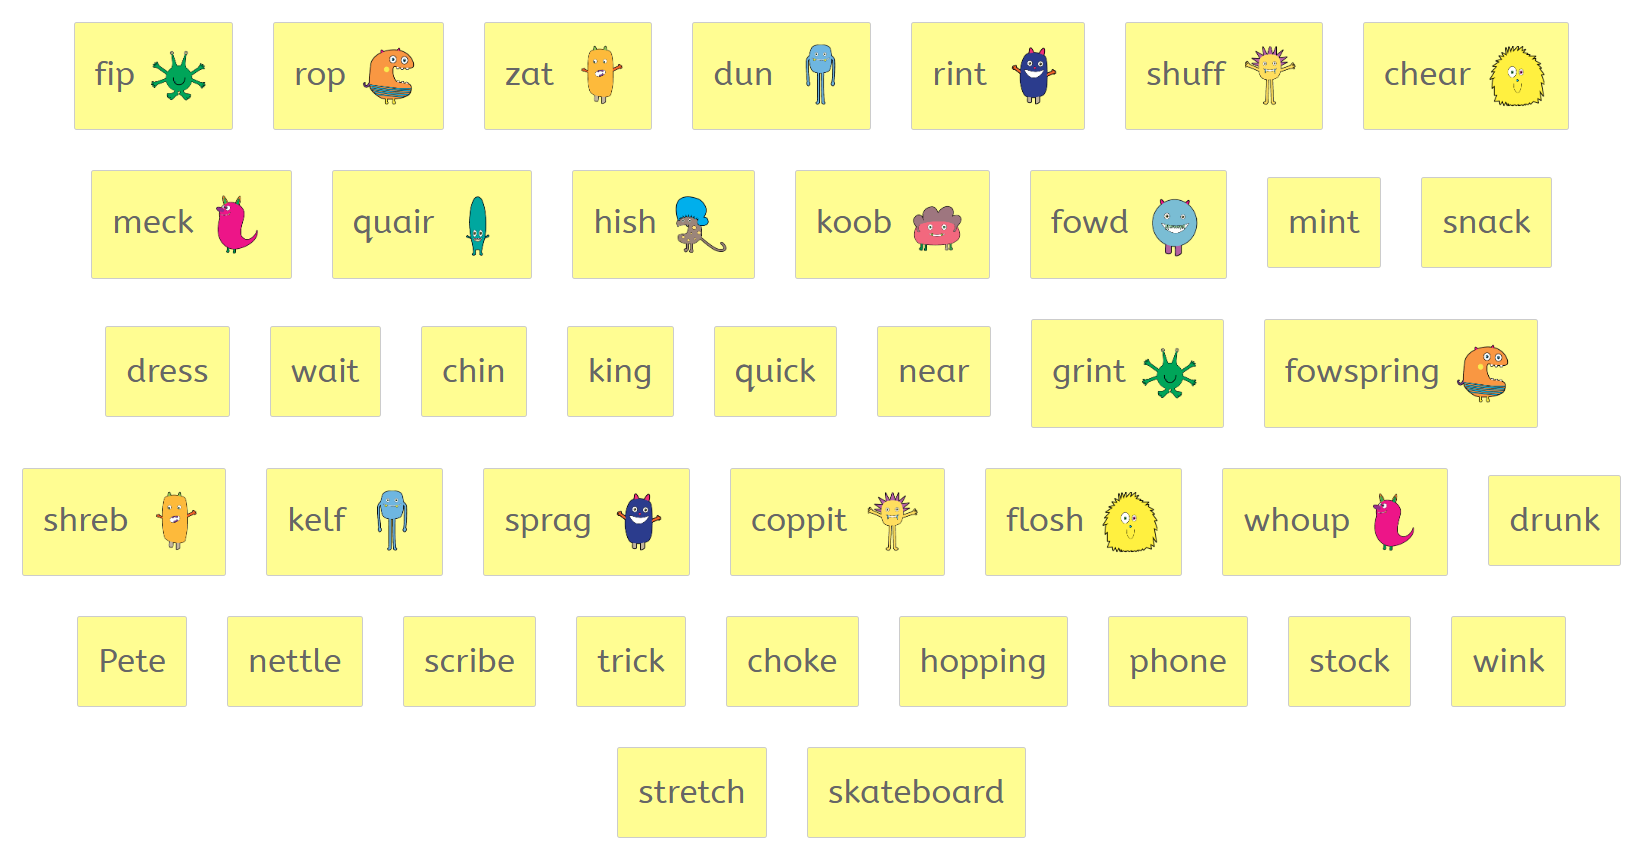 fip rop zat dun rint shuff chear
meck quair hish koob fowd mint snack
dress wait chin king quick near grint fowspring
shreb kelf sprag coppit flosh whoup drunk
Pete nettle scribe trick choke hopping phone stock wink
stretch skateboard